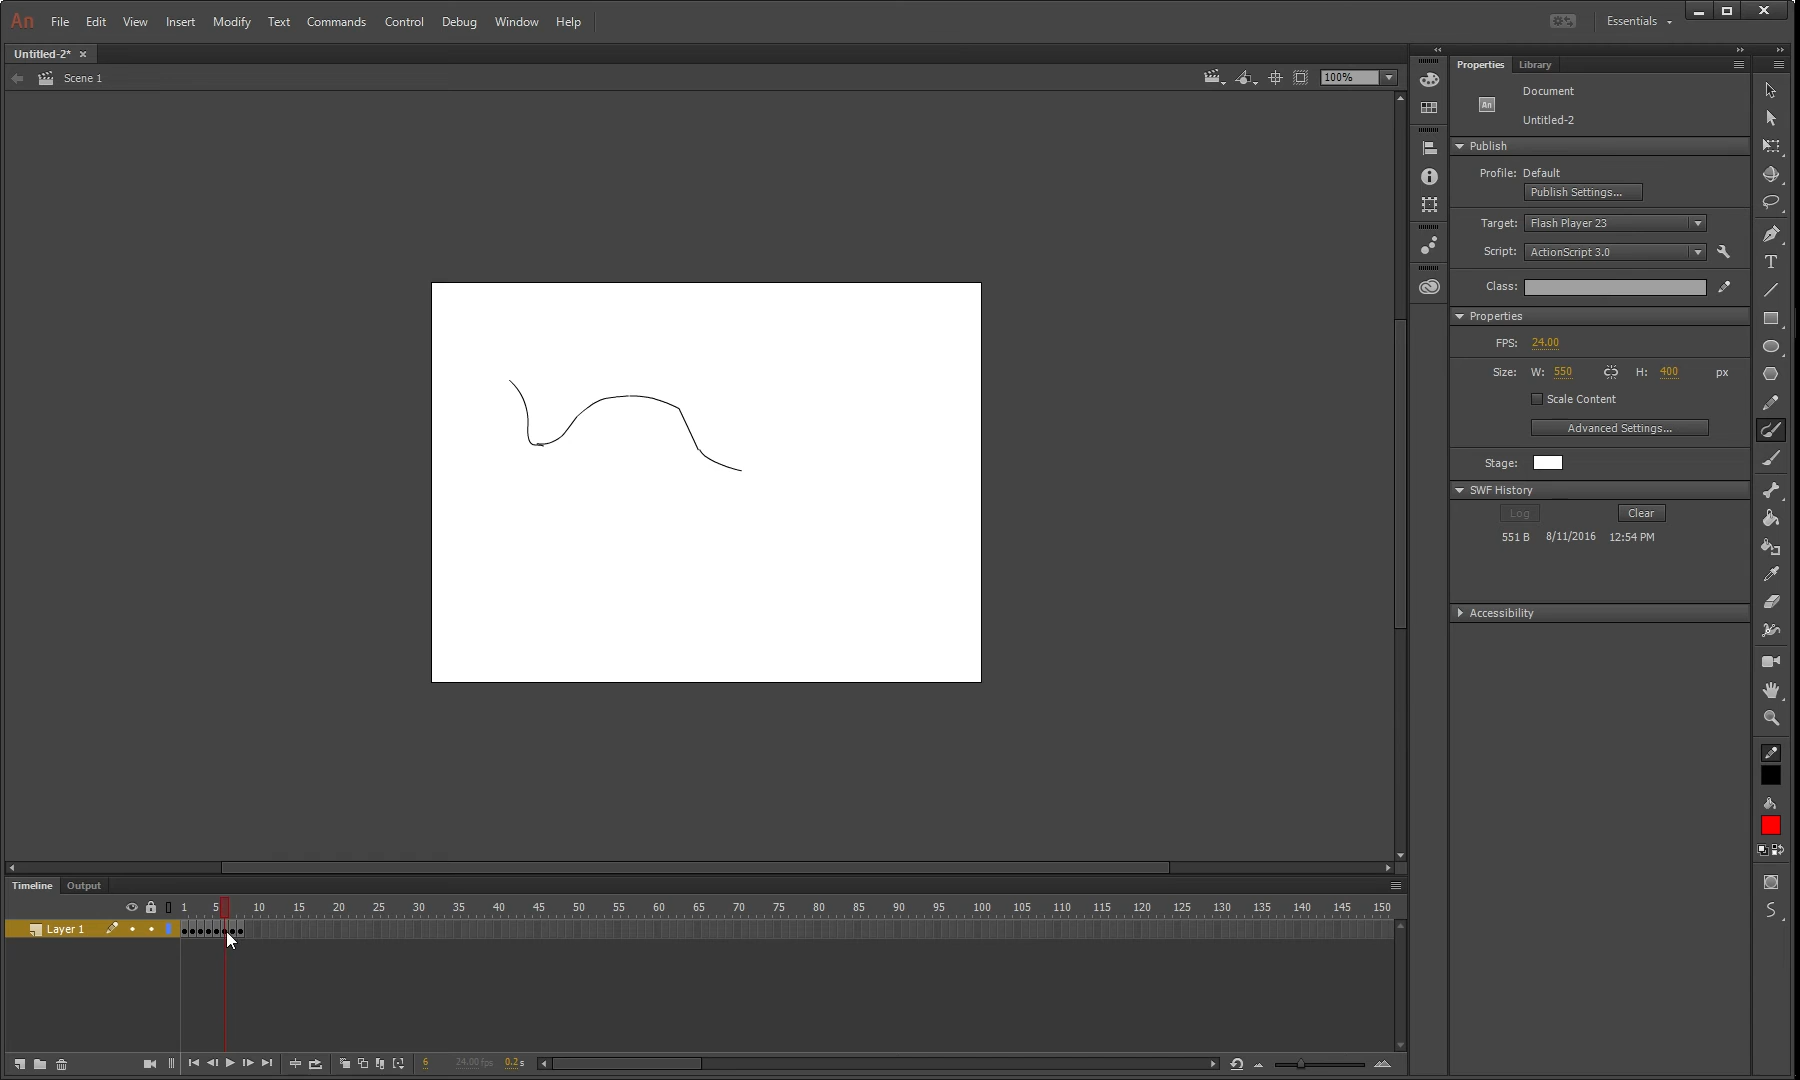 An File Edit View Insert Modify Text Commands Control Debug Window Help Essentials
Untitled-2* ×
Scene 1 100%
Properties Library
An Document
Untitled-2
Publish
Profile: Default
Publish Settings...
Target: Flash Player 23
Script: ActionScript 3.0
Class:
Properties
FPS: 24.00
Size: W: 550 H: 400 px
Scale Content
Advanced Settings...
Stage:
SWF History
Log Clear
551 B 8/11/2016 12:54 PM
Accessibility
Timeline Output
1 5 10 15 20 25 30 35 40 45 50 55 60 65 70 75 80 85 90 95 100 105 110 115 120 125 130 135 140 145 150
Layer 1
6 24.00 fps 0.2 s